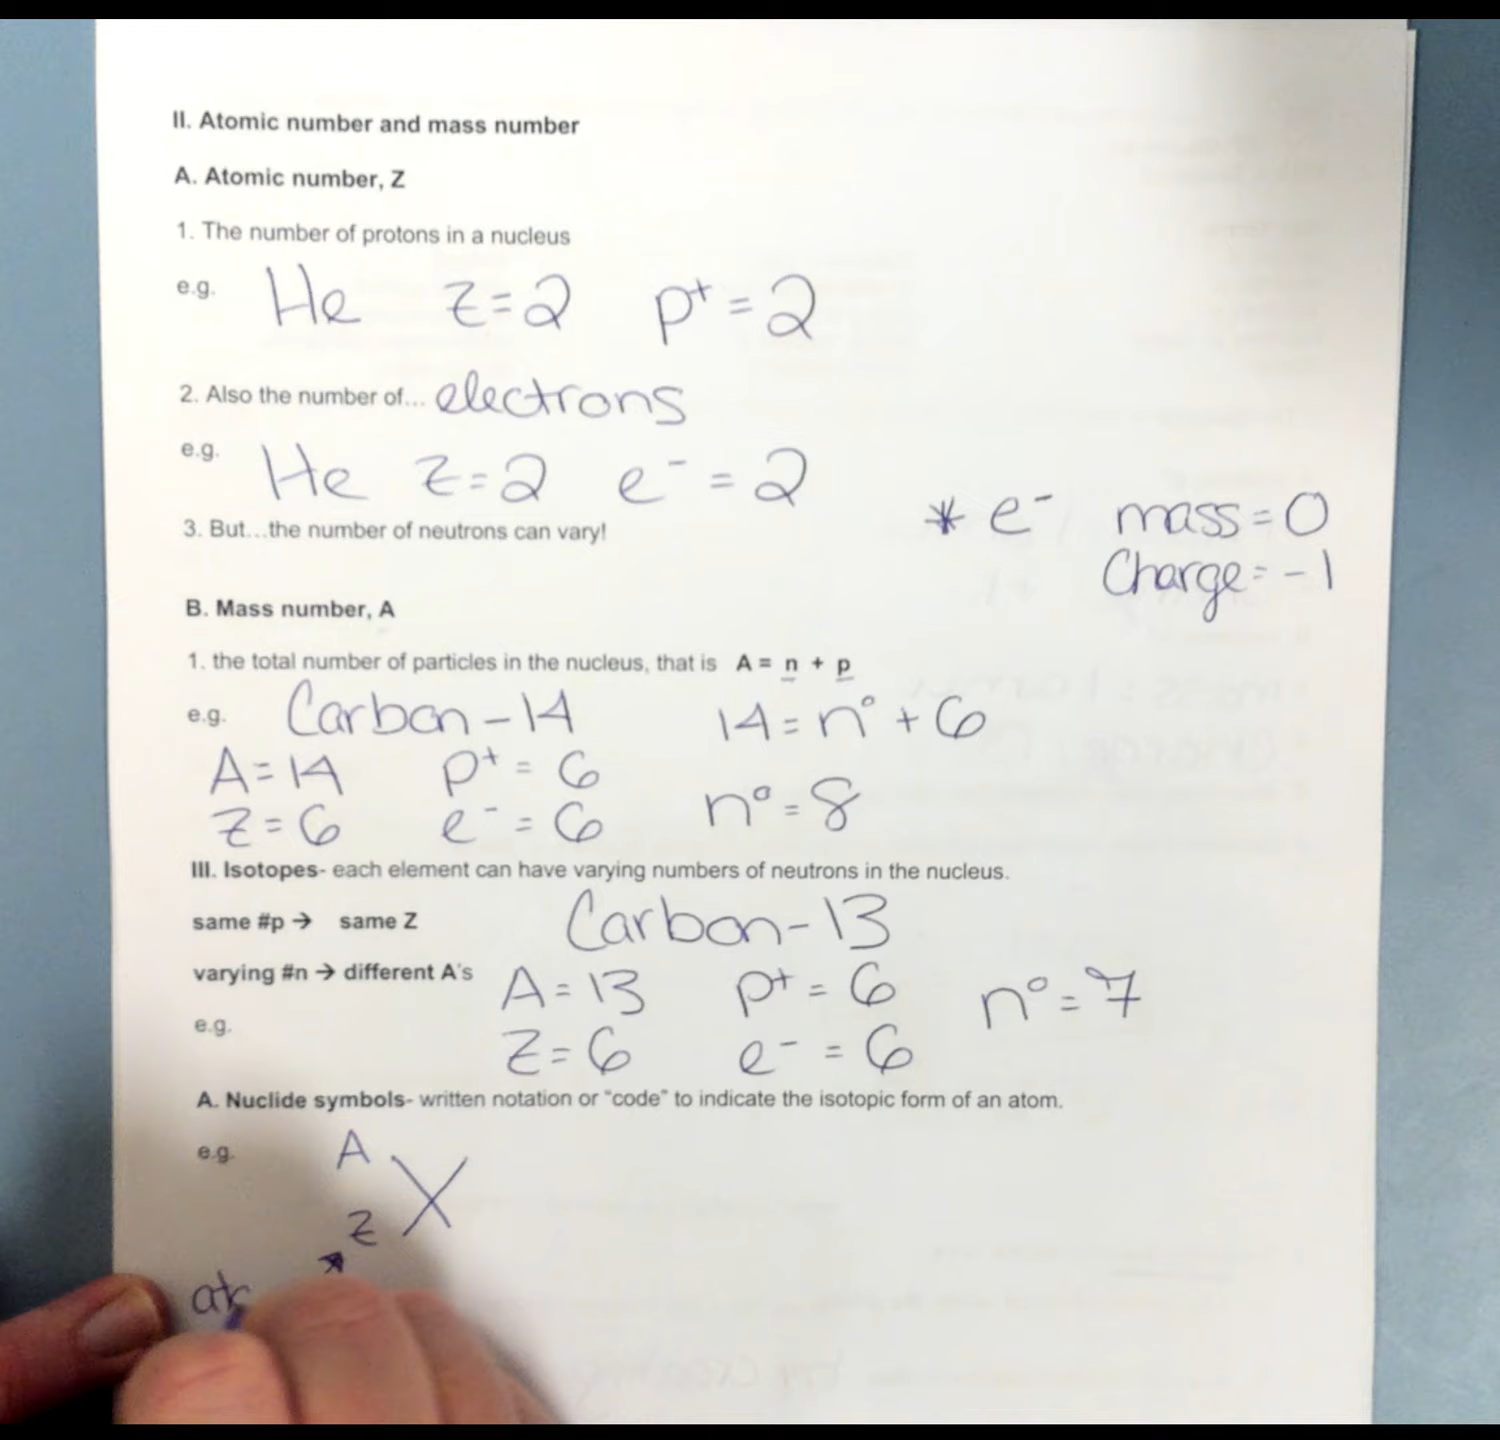 II. Atomic number and mass number
A. Atomic number, Z
1. The number of protons in a nucleus
e.g. He Z=2 p⁺=2
2. Also the number of... electrons
e.g. He Z=2 e⁻=2
3. But...the number of neutrons can vary!
* e⁻ mass=0
Charge=-1
B. Mass number, A
1. the total number of particles in the nucleus, that is A = n + p
e.g. Carbon-14 14=n°+6
A=14 p⁺=6
Z=6 e⁻=6 n°=8
III. Isotopes- each element can have varying numbers of neutrons in the nucleus.
same #p → same Z Carbon-13
varying #n → different A's A=13 p⁺=6 n°=7
e.g. Z=6 e⁻=6
A. Nuclide symbols- written notation or "code" to indicate the isotopic form of an atom.
e.g. A
X
Z